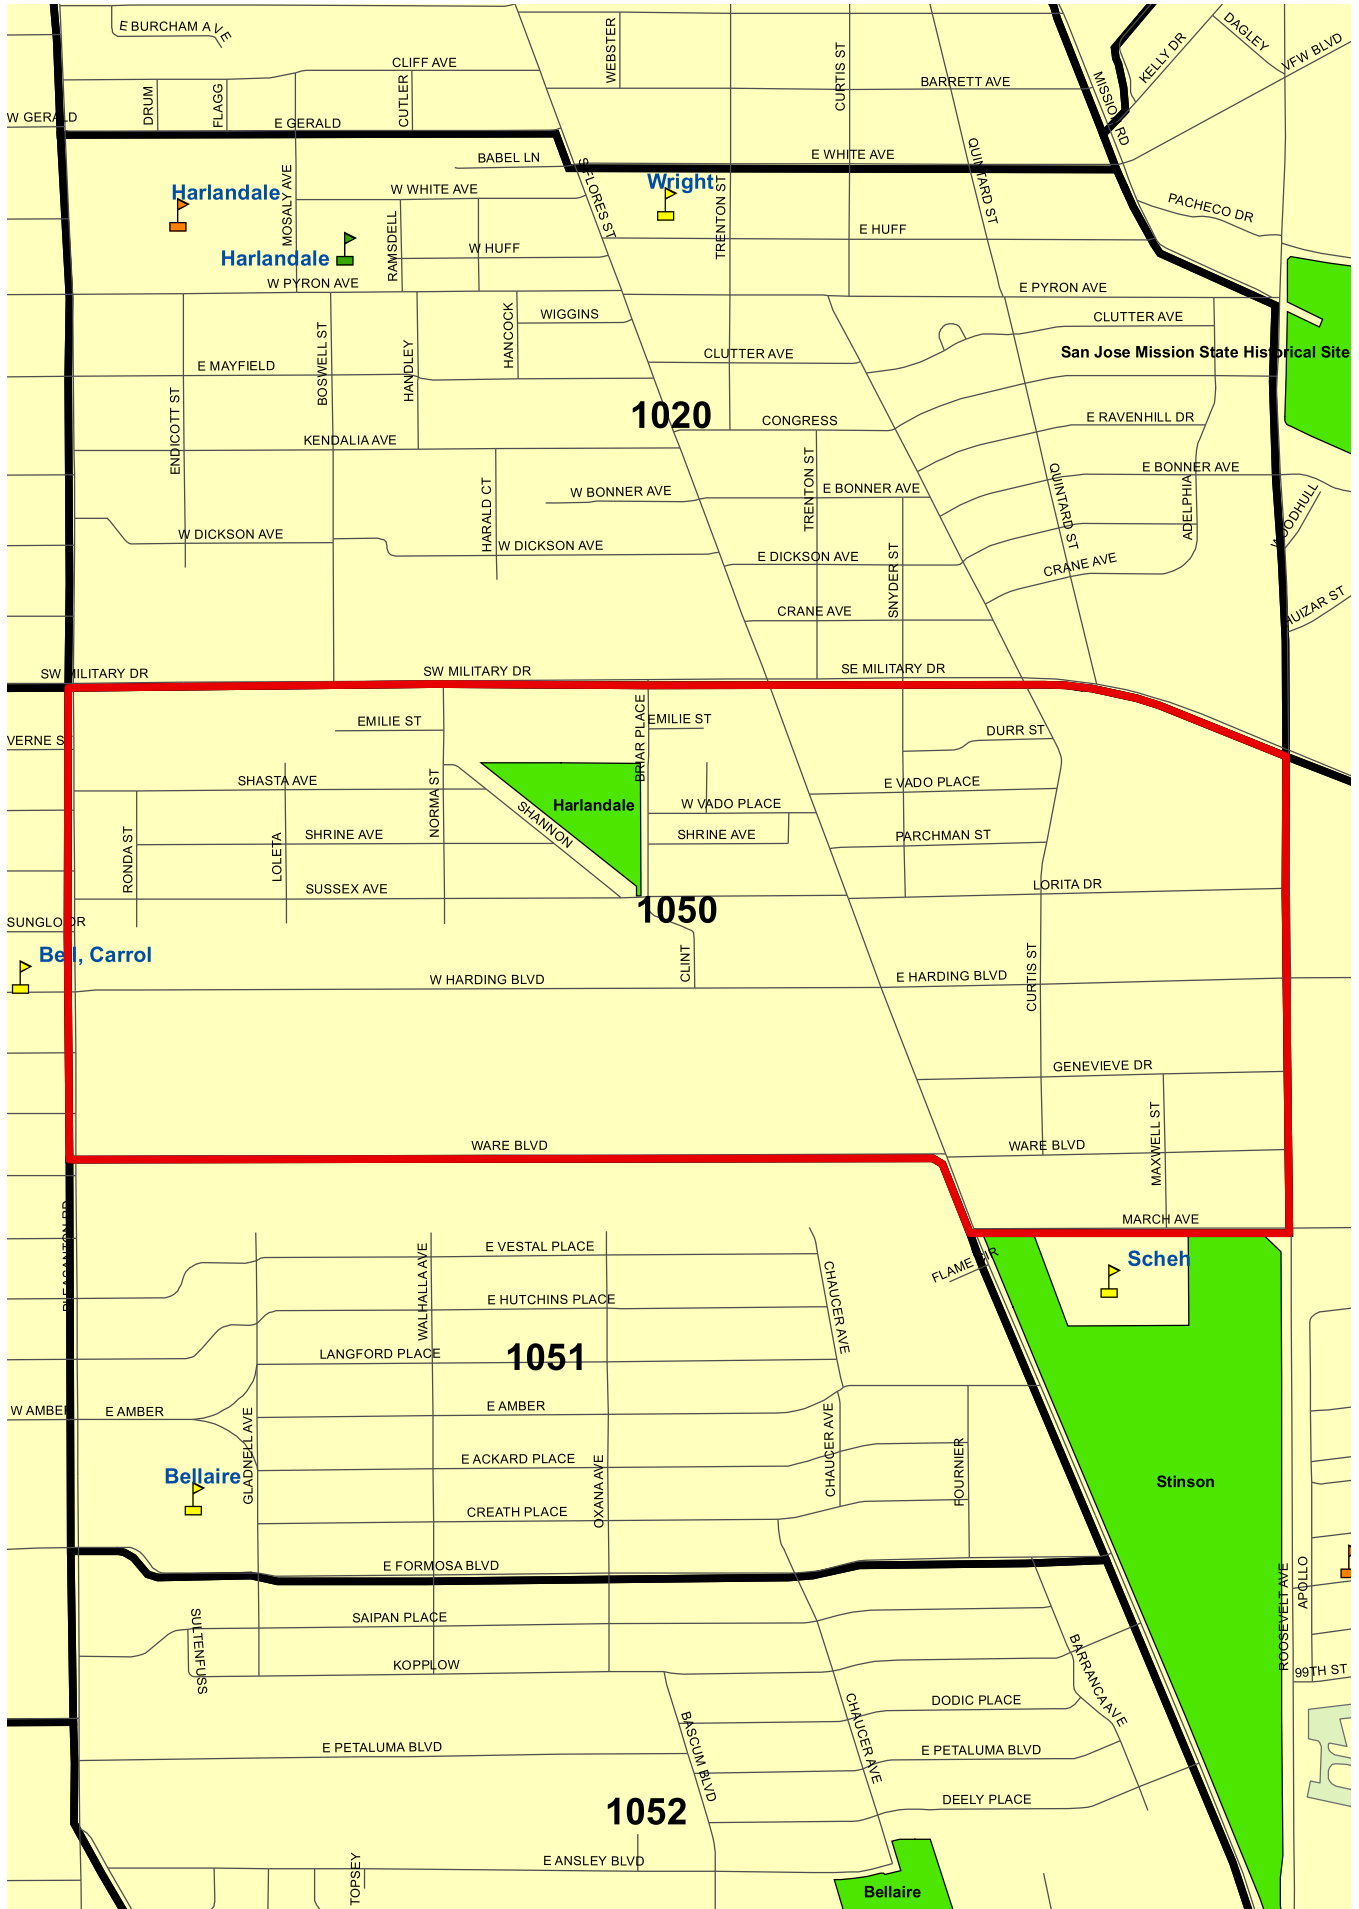 E BURCHAM AVE
CLIFF AVE
WEBSTER
CURTIS ST
BARRETT AVE
MISSION RD
KELLY DR
DAGLEY
VFW BLVD
W GERALD
DRUM
FLAGG
E GERALD
CUTLER
BABEL LN
S FLORES ST
E WHITE AVE
QUINTARD ST
PACHECO DR
Harlandale
MOSALY AVE
W WHITE AVE
Wright
TRENTON ST
RAMSDELL
Harlandale
W HUFF
E HUFF
W PYRON AVE
E PYRON AVE
HANCOCK
WIGGINS
CLUTTER AVE
BOSWELL ST
HANDLEY
CLUTTER AVE
San Jose Mission State Historical Site
E MAYFIELD
ENDICOTT ST
1020
CONGRESS
E RAVENHILL DR
KENDALIA AVE
TRENTON ST
QUINTARD ST
E BONNER AVE
HARALD CT
W BONNER AVE
E BONNER AVE
ADELPHIA
WOODHULL
W DICKSON AVE
W DICKSON AVE
E DICKSON AVE
SNYDER ST
CRANE AVE
CRANE AVE
HUIZAR ST
SW MILITARY DR
SW MILITARY DR
SE MILITARY DR
VERNE S
EMILIE ST
BRIAR PLACE
EMILIE ST
DURR ST
SHASTA AVE
NORMA ST
E VADO PLACE
SHANNON
Harlandale
W VADO PLACE
RONDA ST
LOLETA
SHRINE AVE
SHRINE AVE
PARCHMAN ST
SUSSEX AVE
LORITA DR
1050
SUNGLO DR
Bell, Carrol
CLINT
CURTIS ST
W HARDING BLVD
E HARDING BLVD
GENEVIEVE DR
MAXWELL ST
WARE BLVD
WARE BLVD
MARCH AVE
PLEASANTON RD
WALHALLA AVE
E VESTAL PLACE
CHAUCER AVE
FLAME CIR
Scheh
E HUTCHINS PLACE
LANGFORD PLACE
1051
W AMBER
E AMBER
E AMBER
GLADNELL AVE
CHAUCER AVE
FOURNIER
E ACKARD PLACE
OXANA AVE
Bellaire
Stinson
CREATH PLACE
E FORMOSA BLVD
ROOSEVELT AVE
APOLLO
SULTENFUSS
SAIPAN PLACE
BARRANCA AVE
KOPPLOW
99TH ST
BASCUM BLVD
CHAUCER AVE
DODIC PLACE
E PETALUMA BLVD
E PETALUMA BLVD
DEELY PLACE
1052
TOPSEY
E ANSLEY BLVD
Bellaire